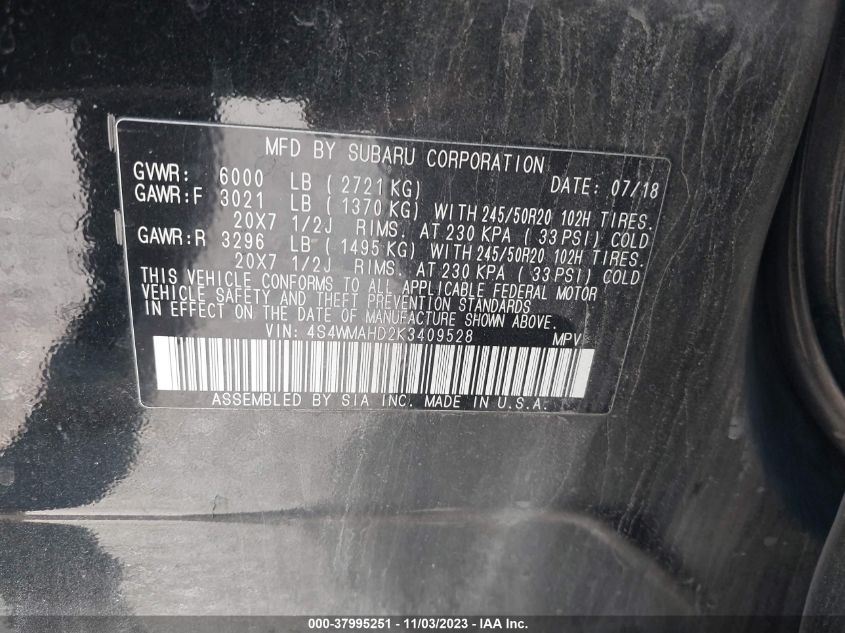 MFD BY SUBARU CORPORATION
GVWR: 6000 LB ( 2721 KG) DATE: 07/18
GAWR:F 3021 LB ( 1370 KG) WITH 245/50R20 102H TIRES.
20X7 1/2J RIMS. AT 230 KPA ( 33 PSI) COLD
GAWR:R 3296 LB ( 1495 KG) WITH 245/50R20 102H TIRES.
20X7 1/2J RIMS. AT 230 KPA ( 33 PSI) COLD
THIS VEHICLE CONFORMS TO ALL APPLICABLE FEDERAL MOTOR
VEHICLE SAFETY AND THEFT PREVENTION STANDARDS
IN EFFECT ON THE DATE OF MANUFACTURE SHOWN ABOVE.
VIN: 4S4WMAHD2K3409528 MPV
ASSEMBLED BY SIA INC. MADE IN U.S.A.
000-37995251 - 11/03/2023 - IAA Inc.